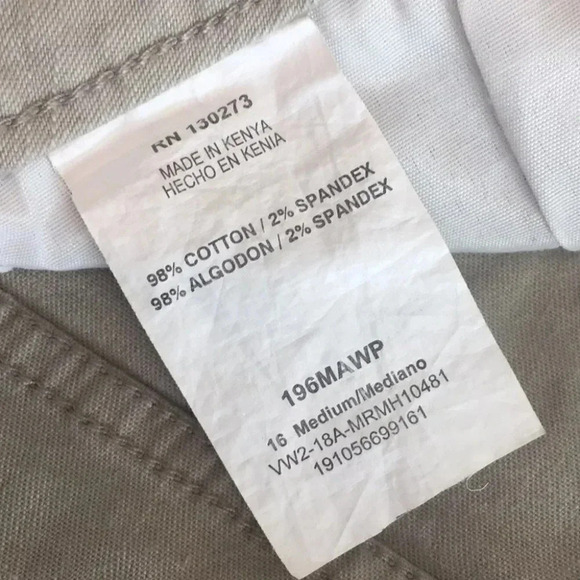 RN 130273
MADE IN KENYA
HECHO EN KENIA
98% COTTON / 2% SPANDEX
98% ALGODON / 2% SPANDEX
196MAWP
16 Medium/Mediano
VW2-18A-MRMH10481
191056699161